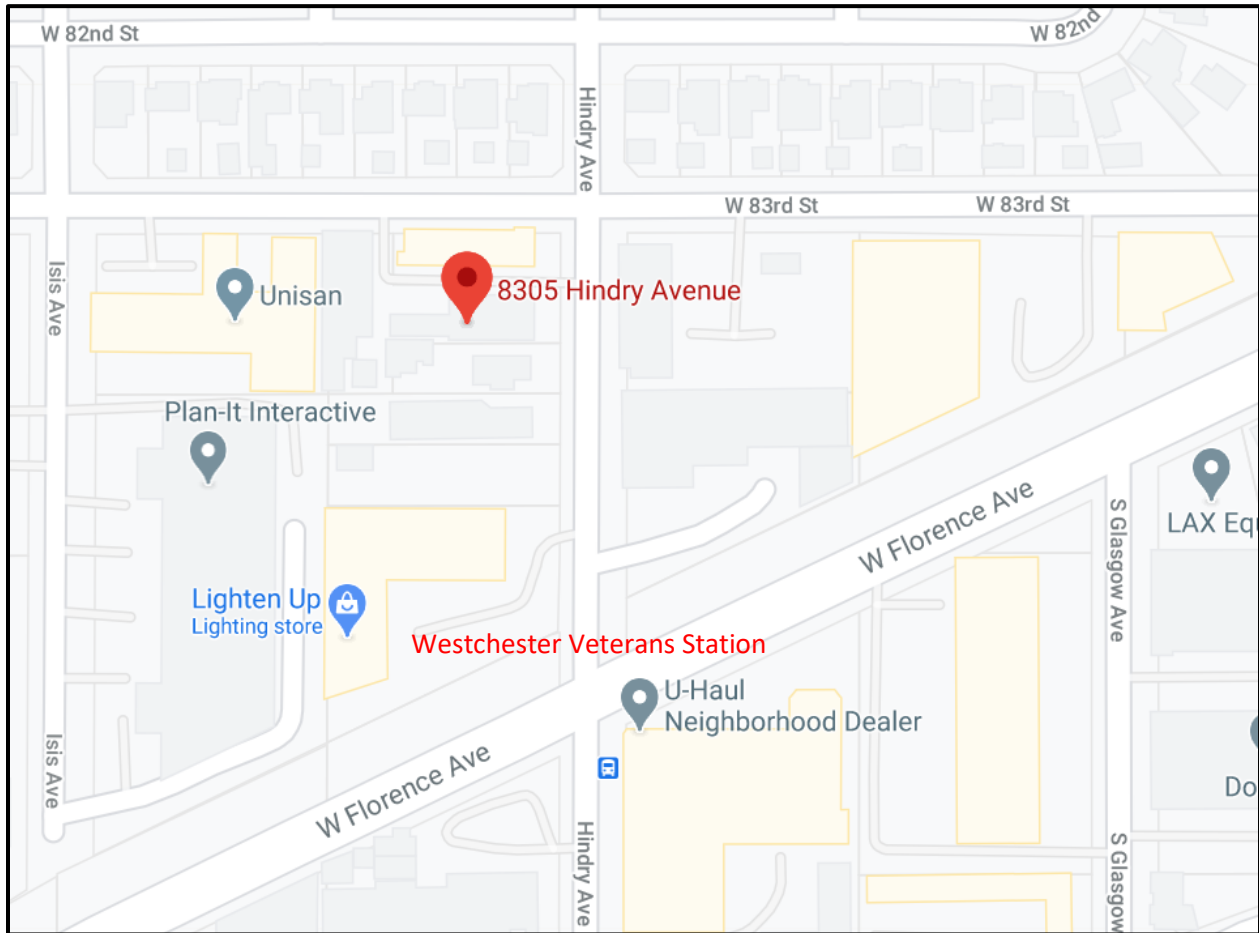 W 82nd St
W 82nd
Hindry Ave
W 83rd St
W 83rd St
Isis Ave
Unisan
8305 Hindry Avenue
Plan-It Interactive
W Florence Ave
S Glasgow Ave
LAX Equ
Lighten Up
Lighting store
Westchester Veterans Station
U-Haul
Neighborhood Dealer
Isis Ave
W Florence Ave
Hindry Ave
Do
S Glasgow